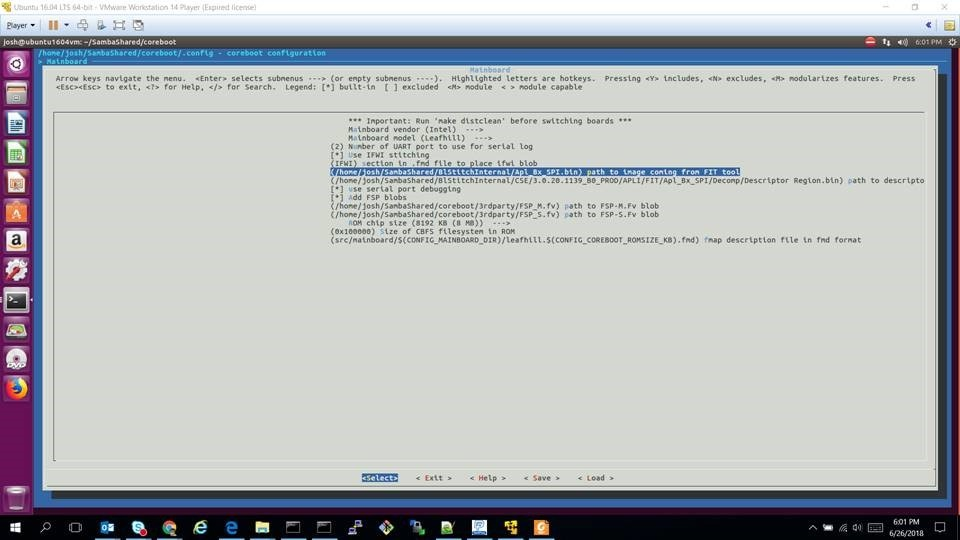 Ubuntu 16.04 LTS 64-bit - VMware Workstation 14 Player (Expired license)
Player
josh@ubuntu1604vm: ~/SambaShared/coreboot
6:01 PM
/home/josh/SambaShared/coreboot/.config - coreboot configuration
> Mainboard
Mainboard
Arrow keys navigate the menu. <Enter> selects submenus ---> (or empty submenus ----). Highlighted letters are hotkeys. Pressing <Y> includes, <N> excludes, <M> modularizes features. Press
<Esc><Esc> to exit, <?> for Help, </> for Search. Legend: [*] built-in [ ] excluded <M> module < > module capable
*** Important: Run 'make distclean' before switching boards ***
Mainboard vendor (Intel) --->
Mainboard model (Leafhill) --->
(2) Number of UART port to use for serial log
[*] Use IFWI stitching
(IFWI) section in .fmd file to place ifwi blob
(/home/josh/SambaShared/BlStitchInternal/Apl_Bx_SPI.bin) path to image coming from FIT tool
(/home/josh/SambaShared/BlStitchInternal/CSE/3.0.20.1139_B0_PROD/APLI/FIT/Apl_Bx_SPI/Decomp/Descriptor Region.bin) path to descripto
[*] Use serial port debugging
[*] Add FSP blobs
(/home/josh/SambaShared/coreboot/3rdparty/FSP_M.fv) path to FSP-M.Fv blob
(/home/josh/SambaShared/coreboot/3rdparty/FSP_S.fv) path to FSP-S.Fv blob
ROM chip size (8192 KB (8 MB)) --->
(0x100000) Size of CBFS filesystem in ROM
(src/mainboard/$(CONFIG_MAINBOARD_DIR)/leafhill.$(CONFIG_COREBOOT_ROMSIZE_KB).fmd) fmap description file in fmd format
<Select> < Exit > < Help > < Save > < Load >
6:01 PM
6/26/2018